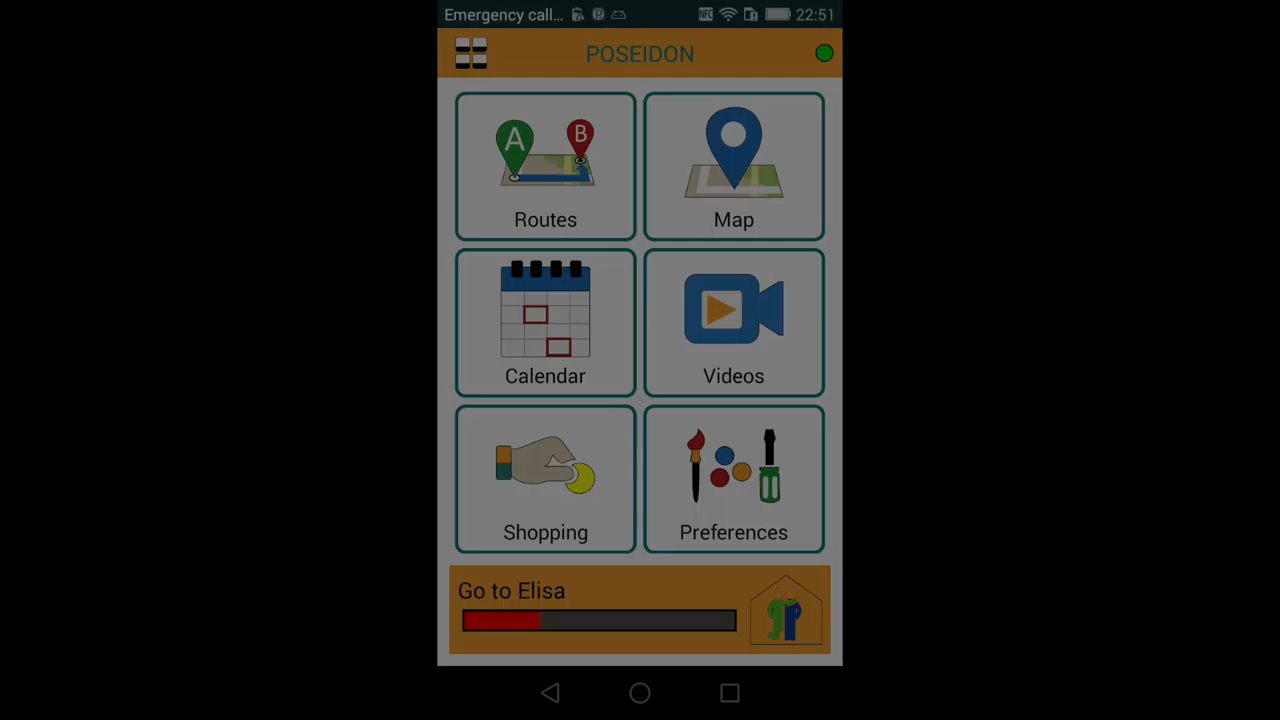 Emergency call... 22:51
POSEIDON
A B
Routes
Map
Calendar
Videos
Shopping
Preferences
Go to Elisa